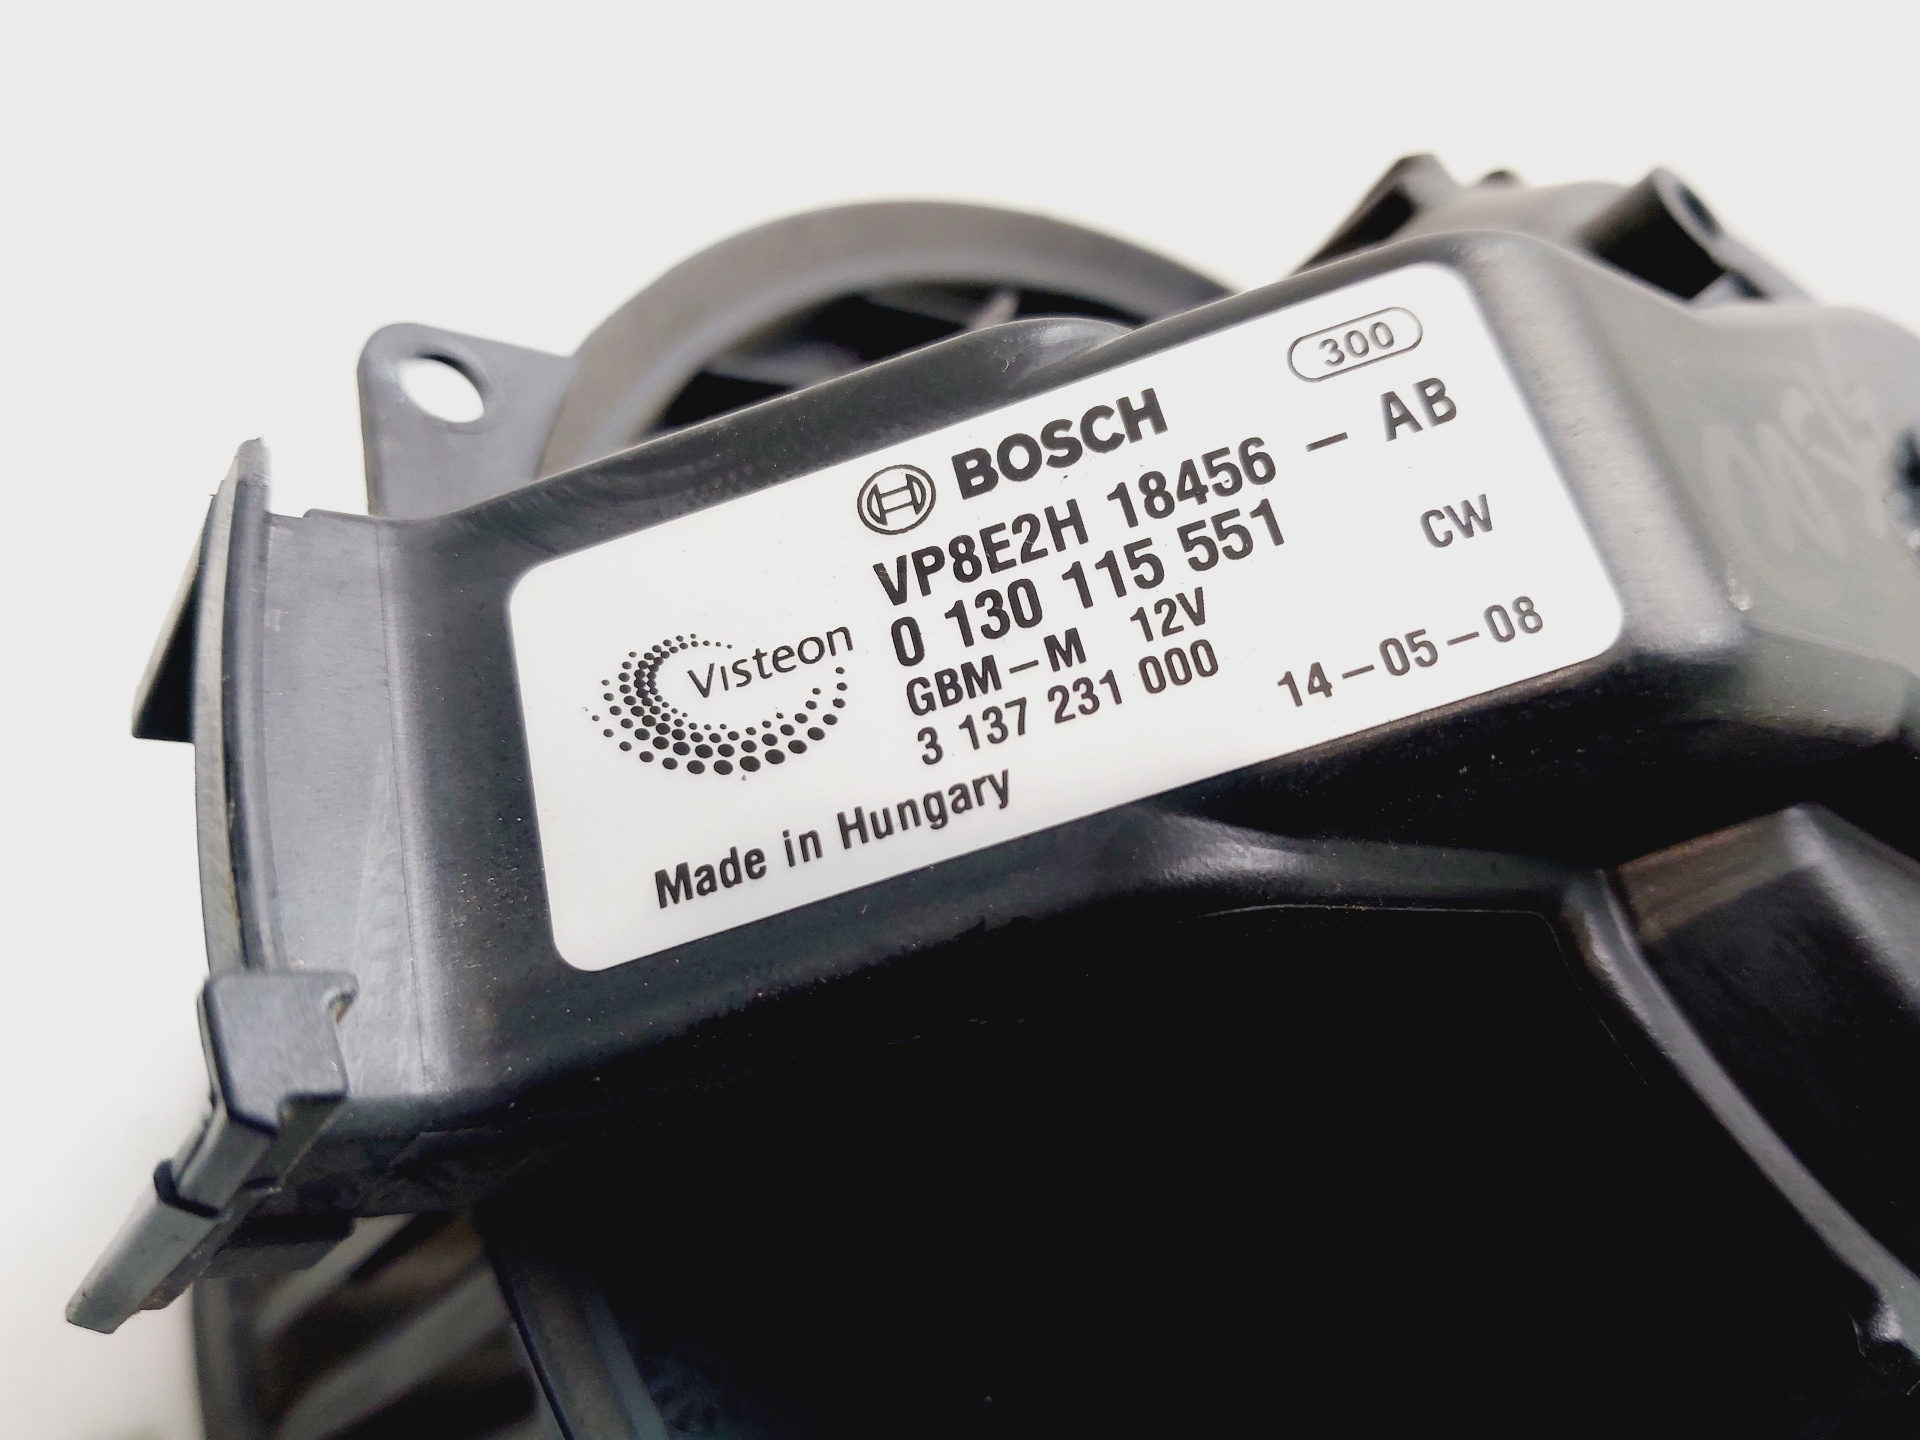 300
BOSCH
VP8E2H 18456 - AB
0 130 115 551 CW
GBM-M 12V
3 137 231 000 14-05-08
Visteon
Made in Hungary